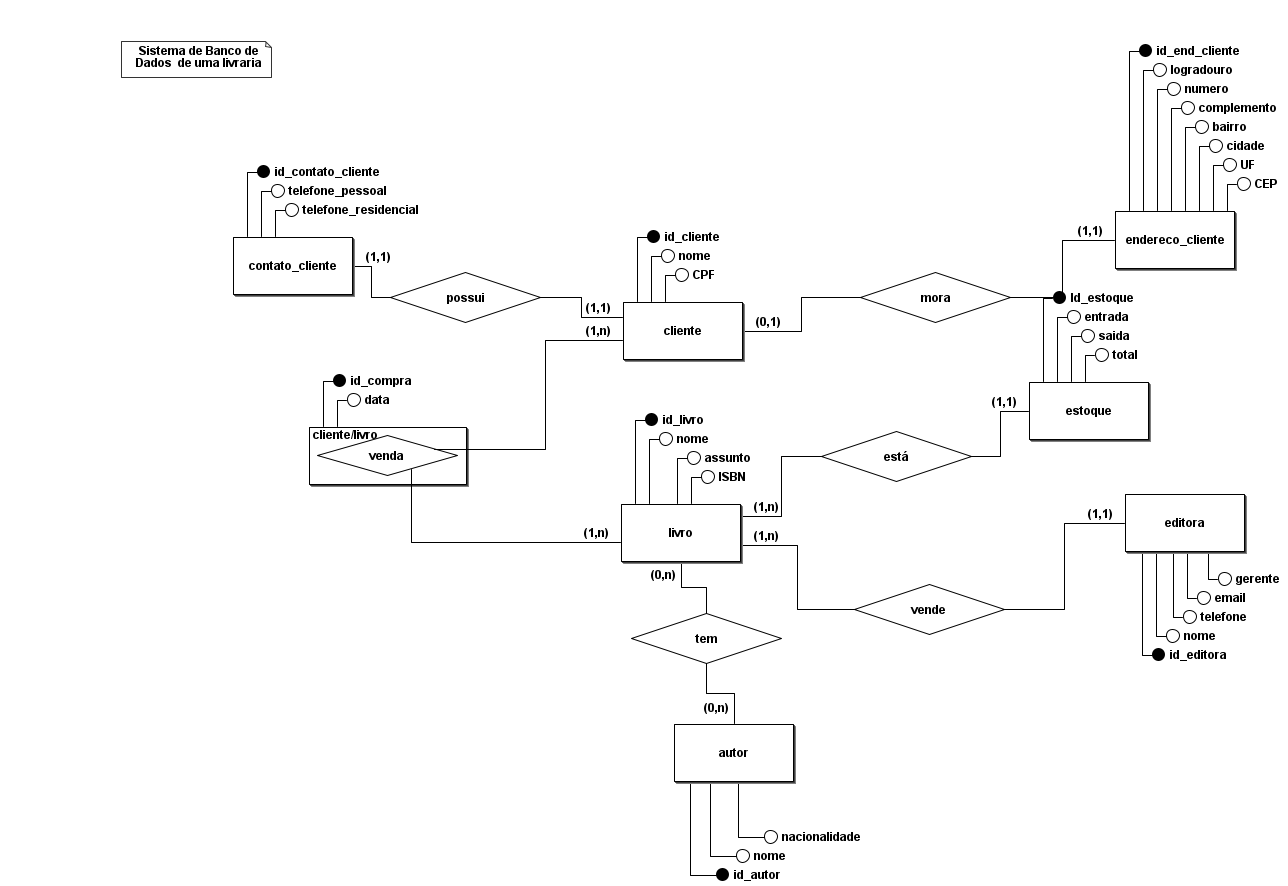 Sistema de Banco de
Dados de uma livraria
id_end_cliente
logradouro
numero
complemento
bairro
cidade
UF
CEP
endereco_cliente
(1,1)
id_contato_cliente
telefone_pessoal
telefone_residencial
contato_cliente
(1,1)
possui
(1,1)
(1,n)
id_cliente
nome
CPF
cliente
(0,1)
mora
Id_estoque
entrada
saida
total
estoque
(1,1)
id_compra
data
cliente/livro
venda
(1,n)
id_livro
nome
assunto
ISBN
livro
(1,n)
(1,n)
(0,n)
está
vende
(1,1)
editora
gerente
email
telefone
nome
id_editora
tem
(0,n)
autor
nacionalidade
nome
id_autor